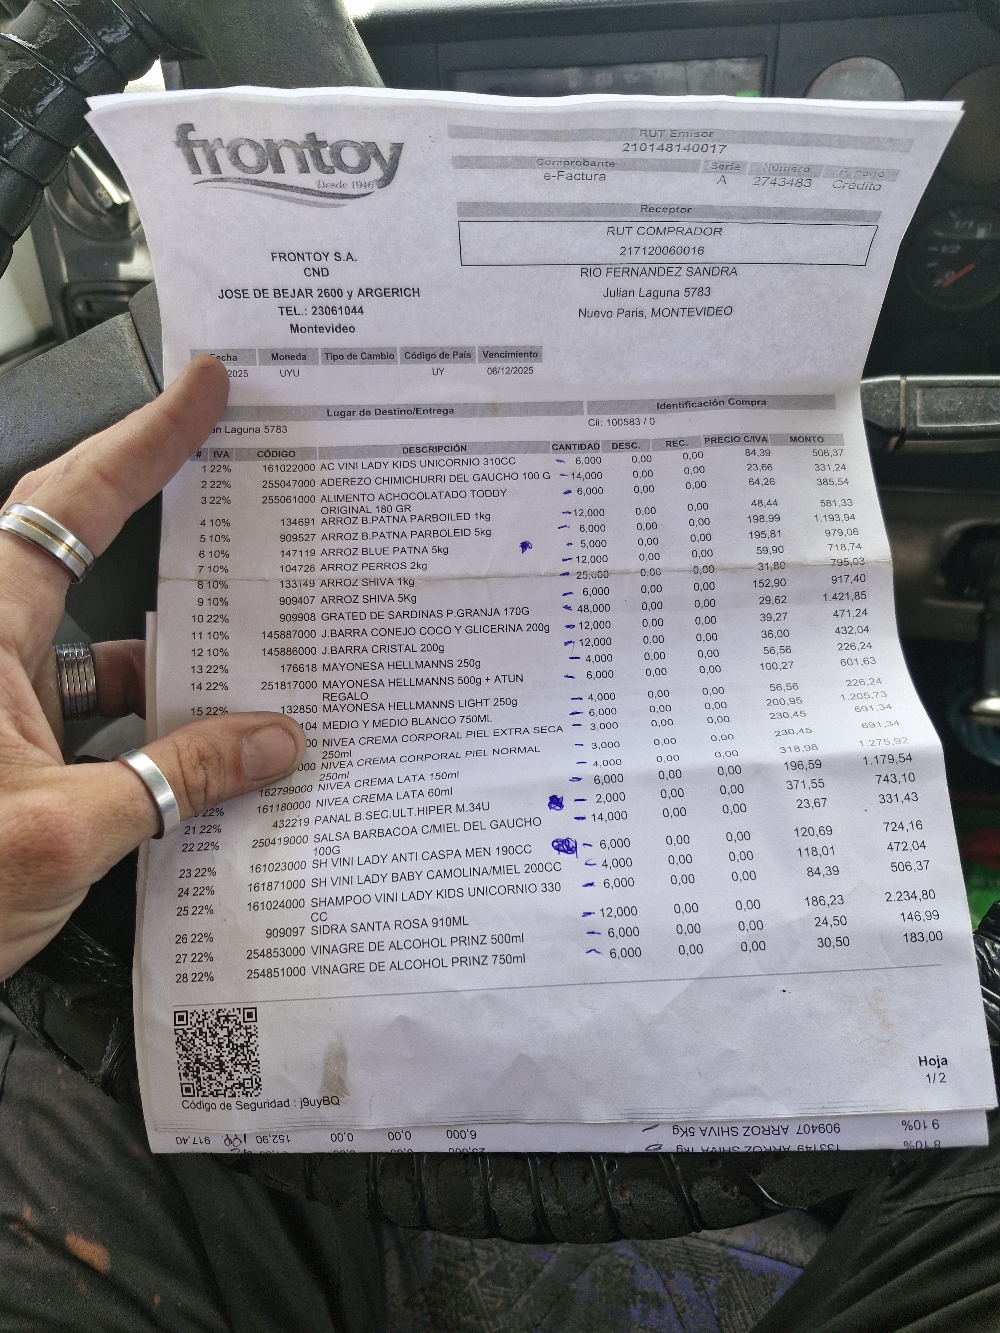 frontoy
Desde 1946
RUT Emisor
210148140017
Comprobante Serie Número F. Pago
e-Factura A 2743483 Crédito
Receptor
RUT COMPRADOR
217120060016
RIO FERNANDEZ SANDRA
Julian Laguna 5783
Nuevo Paris, MONTEVIDEO
FRONTOY S.A.
CND
JOSE DE BEJAR 2600 y ARGERICH
TEL.: 23061044
Montevideo
Fecha Moneda Tipo de Cambio Código de País Vencimiento
2025 UYU UY 06/12/2025
Lugar de Destino/Entrega Identificación Compra
Laguna 5783 Cli: 100583 / 0
# IVA CÓDIGO DESCRIPCIÓN CANTIDAD DESC. REC. PRECIO C/IVA MONTO
1 22% 161022000 AC VINI LADY KIDS UNICORNIO 310CC 6,000 0,00 0,00 84,39 506,37
2 22% 255047000 ADEREZO CHIMICHURRI DEL GAUCHO 100 G 14,000 0,00 0,00 23,66 331,24
3 22% 255061000 ALIMENTO ACHOCOLATADO TODDY 6,000 0,00 0,00 64,26 385,54
ORIGINAL 180 GR
4 10% 134691 ARROZ B.PATNA PARBOILED 1kg 12,000 0,00 0,00 48,44 581,33
5 10% 909527 ARROZ B.PATNA PARBOLEID 5kg 6,000 0,00 0,00 198,99 1.193,94
6 10% 147119 ARROZ BLUE PATNA 5kg 5,000 0,00 0,00 195,81 979,06
7 10% 104728 ARROZ PERROS 2kg 12,000 0,00 0,00 59,90 718,74
8 10% 133149 ARROZ SHIVA 1kg 25,000 0,00 0,00 31,80 795,03
9 10% 909407 ARROZ SHIVA 5Kg 6,000 0,00 0,00 152,90 917,40
10 22% 909908 GRATED DE SARDINAS P.GRANJA 170G 48,000 0,00 0,00 29,62 1.421,85
11 10% 145887000 J.BARRA CONEJO COCO Y GLICERINA 200g 12,000 0,00 0,00 39,27 471,24
12 10% 145886000 J.BARRA CRISTAL 200g 12,000 0,00 0,00 36,00 432,04
13 22% 176618 MAYONESA HELLMANNS 250g 4,000 0,00 0,00 56,56 226,24
14 22% 251817000 MAYONESA HELLMANNS 500g + ATUN 6,000 0,00 0,00 100,27 601,63
REGALO
15 22% 132850 MAYONESA HELLMANNS LIGHT 250g 4,000 0,00 0,00 56,56 226,24
104 MEDIO Y MEDIO BLANCO 750ML 6,000 0,00 0,00 200,95 1.205,73
NIVEA CREMA CORPORAL PIEL EXTRA SECA 3,000 0,00 0,00 230,45 691,34
250ml
000 NIVEA CREMA CORPORAL PIEL NORMAL 3,000 0,00 0,00 230,45 691,34
250ml
162799000 NIVEA CREMA LATA 150ml 4,000 0,00 0,00 318,98 1.275,92
22% 161180000 NIVEA CREMA LATA 60ml 6,000 0,00 0,00 196,59 1.179,54
21 22% 432219 PANAL B.SEC.ULT.HIPER M.34U 2,000 0,00 0,00 371,55 743,10
22 22% 250419000 SALSA BARBACOA C/MIEL DEL GAUCHO 14,000 0,00 0,00 23,67 331,43
100G
23 22% 161023000 SH VINI LADY ANTI CASPA MEN 190CC 6,000 0,00 0,00 120,69 724,16
24 22% 161871000 SH VINI LADY BABY CAMOLINA/MIEL 200CC 4,000 0,00 0,00 118,01 472,04
25 22% 161024000 SHAMPOO VINI LADY KIDS UNICORNIO 330 6,000 0,00 0,00 84,39 506,37
CC
26 22% 909097 SIDRA SANTA ROSA 910ML 12,000 0,00 0,00 186,23 2.234,80
27 22% 254853000 VINAGRE DE ALCOHOL PRINZ 500ml 6,000 0,00 0,00 24,50 146,99
28 22% 254851000 VINAGRE DE ALCOHOL PRINZ 750ml 6,000 0,00 0,00 30,50 183,00
Código de Seguridad : j9uyBQ
Hoja
1/2
9 10% 909407 ARROZ SHIVA 5Kg 6,000 0,00 0,00 152,90 917,40
8 10% 133149 ARROZ SHIVA 1kg